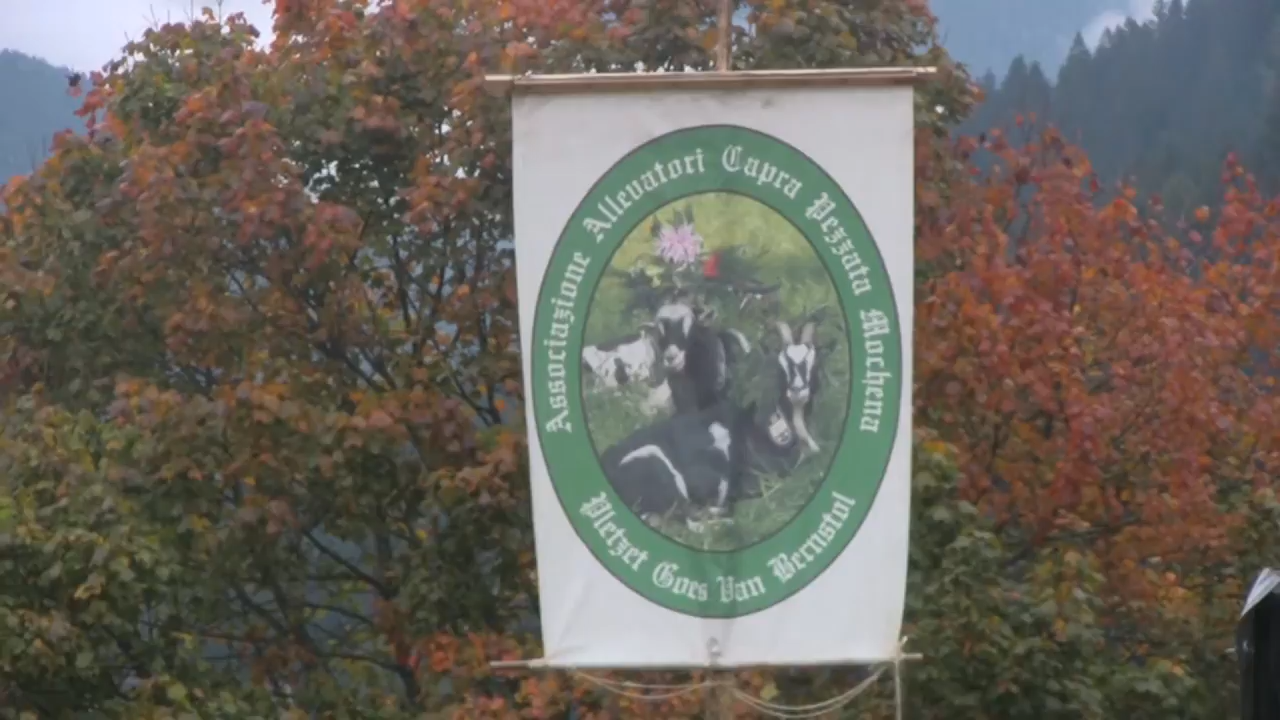 Associazione Allevatori Capra Pezzata Mochena
Pletzet Goes Van Bernstol